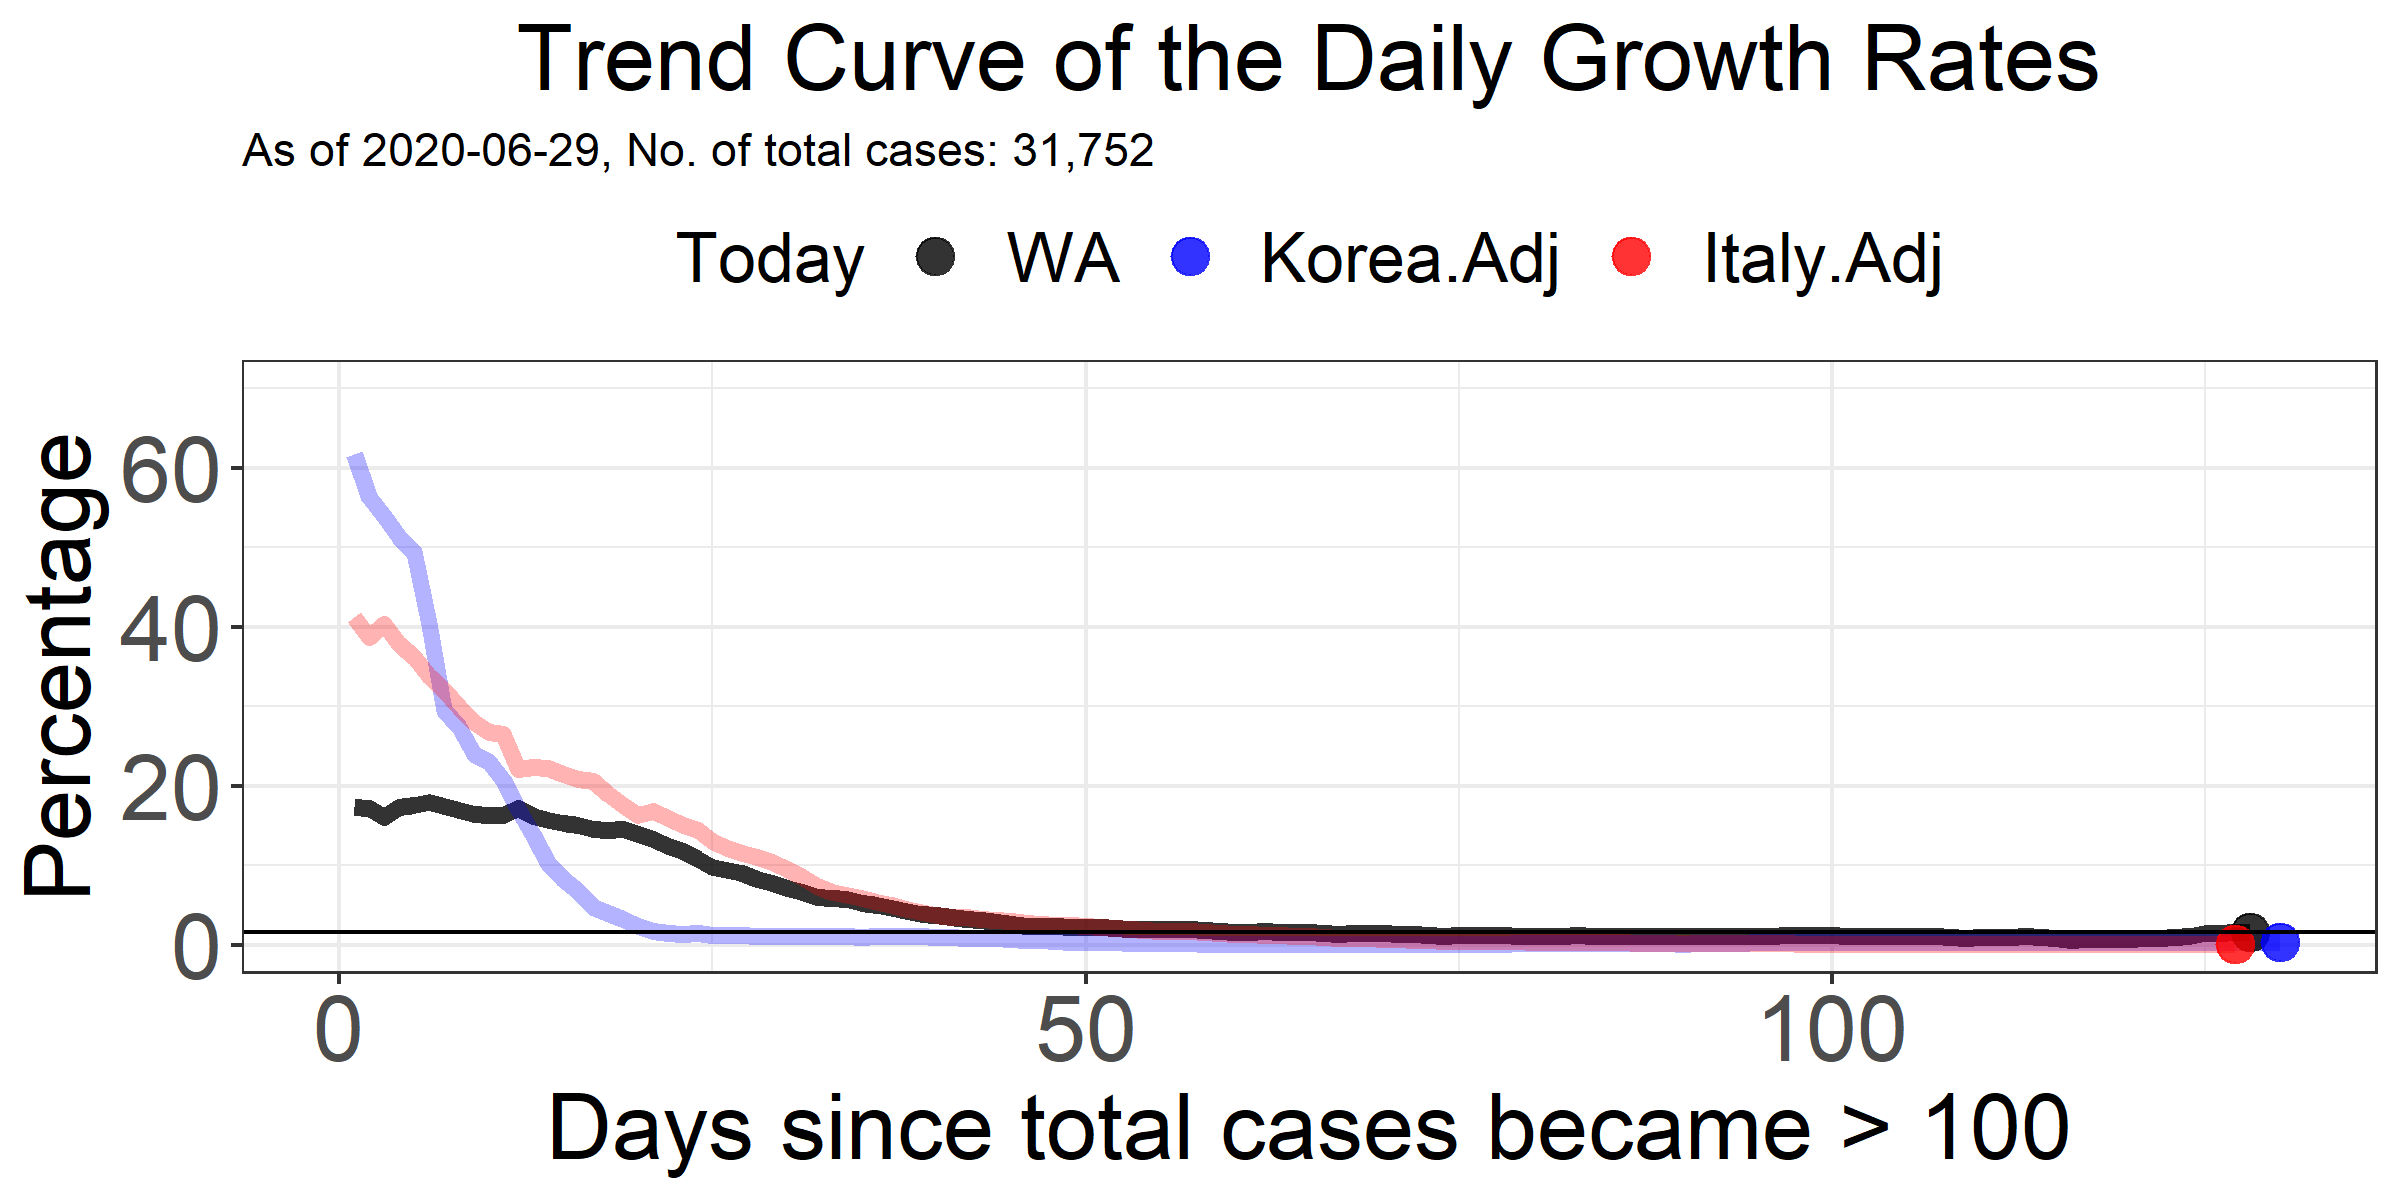 Trend Curve of the Daily Growth Rates
As of 2020-06-29, No. of total cases: 31,752
Today WA Korea.Adj Italy.Adj
Percentage
60
40
20
0
0 50 100
Days since total cases became > 100